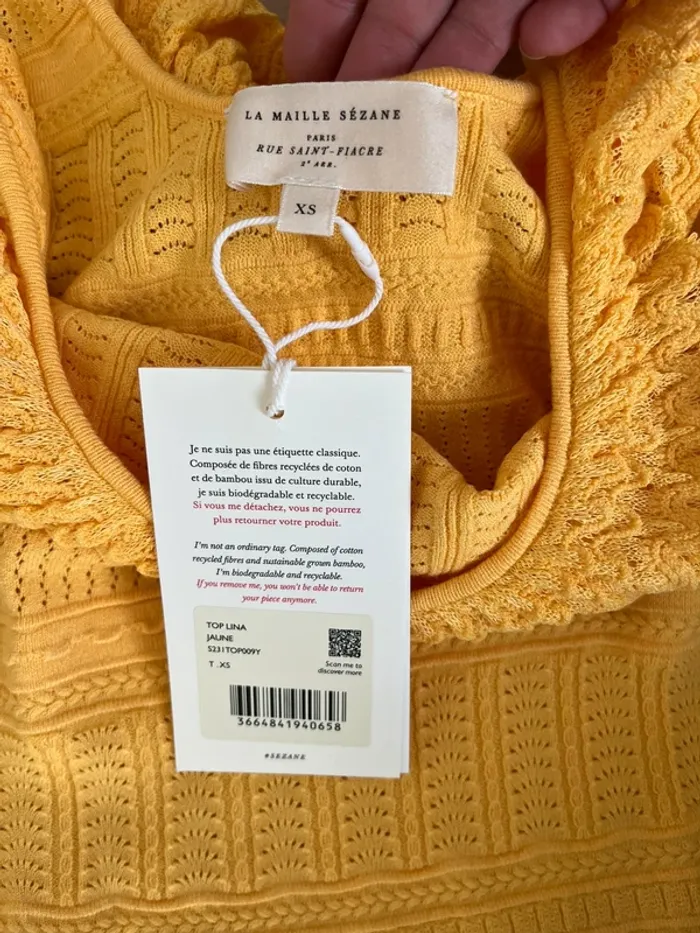 LA MAILLE SÉZANE
PARIS
RUE SAINT-FIACRE
2e ARR.
XS
Je ne suis pas une étiquette classique.
Composée de fibres recyclées de coton
et de bambou issu de culture durable,
je suis biodégradable et recyclable.
Si vous me détachez, vous ne pourrez
plus retourner votre produit.
I'm not an ordinary tag. Composed of cotton
recycled fibres and sustainable grown bamboo,
I'm biodegradable and recyclable.
If you remove me, you won't be able to return
your piece anymore.
TOP LINA
JAUNE
S231TOP009Y
T .XS
Scan me to
discover more
3664841940658
#SEZANE